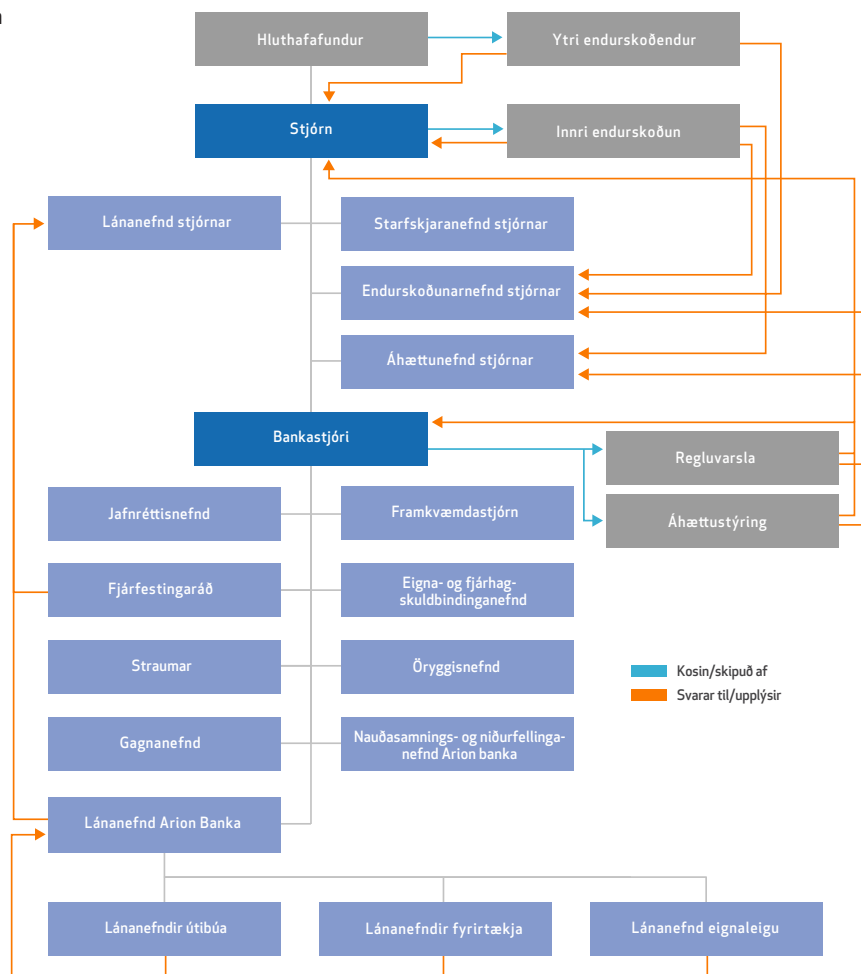 Hluthafafundur
Ytri endurskoðendur
Stjórn
Innri endurskoðun
Lánanefnd stjórnar
Starfskjaranefnd stjórnar
Endurskoðunarnefnd stjórnar
Áhættunefnd stjórnar
Bankastjóri
Regluvarsla
Áhættustýring
Jafnréttisnefnd
Framkvæmdastjórn
Fjárfestingaráð
Eigna- og fjárhag-
skuldbindinganefnd
Straumar
Öryggisnefnd
Kosin/skipuð af
Svarar til/upplýsir
Gagnanefnd
Nauðasamnings- og niðurfellinga-
nefnd Arion banka
Lánanefnd Arion Banka
Lánanefndir útibúa
Lánanefndir fyrirtækja
Lánanefnd eignaleigu